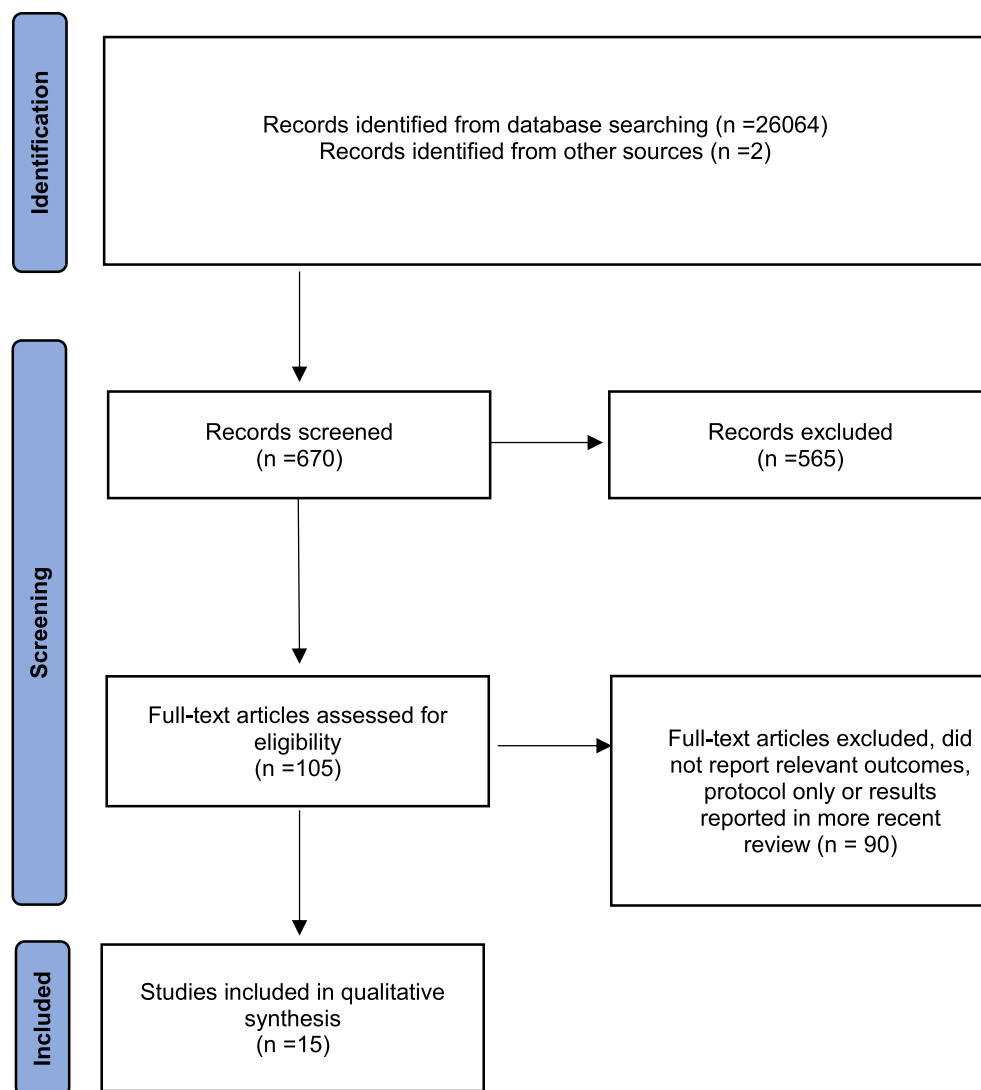 Identification
Records identified from database searching (n =26064)
Records identified from other sources (n =2)
Screening
Records screened
(n =670)
Records excluded
(n =565)
Full-text articles assessed for
eligibility
(n =105)
Full-text articles excluded, did
not report relevant outcomes,
protocol only or results
reported in more recent
review (n = 90)
Included
Studies included in qualitative
synthesis
(n =15)